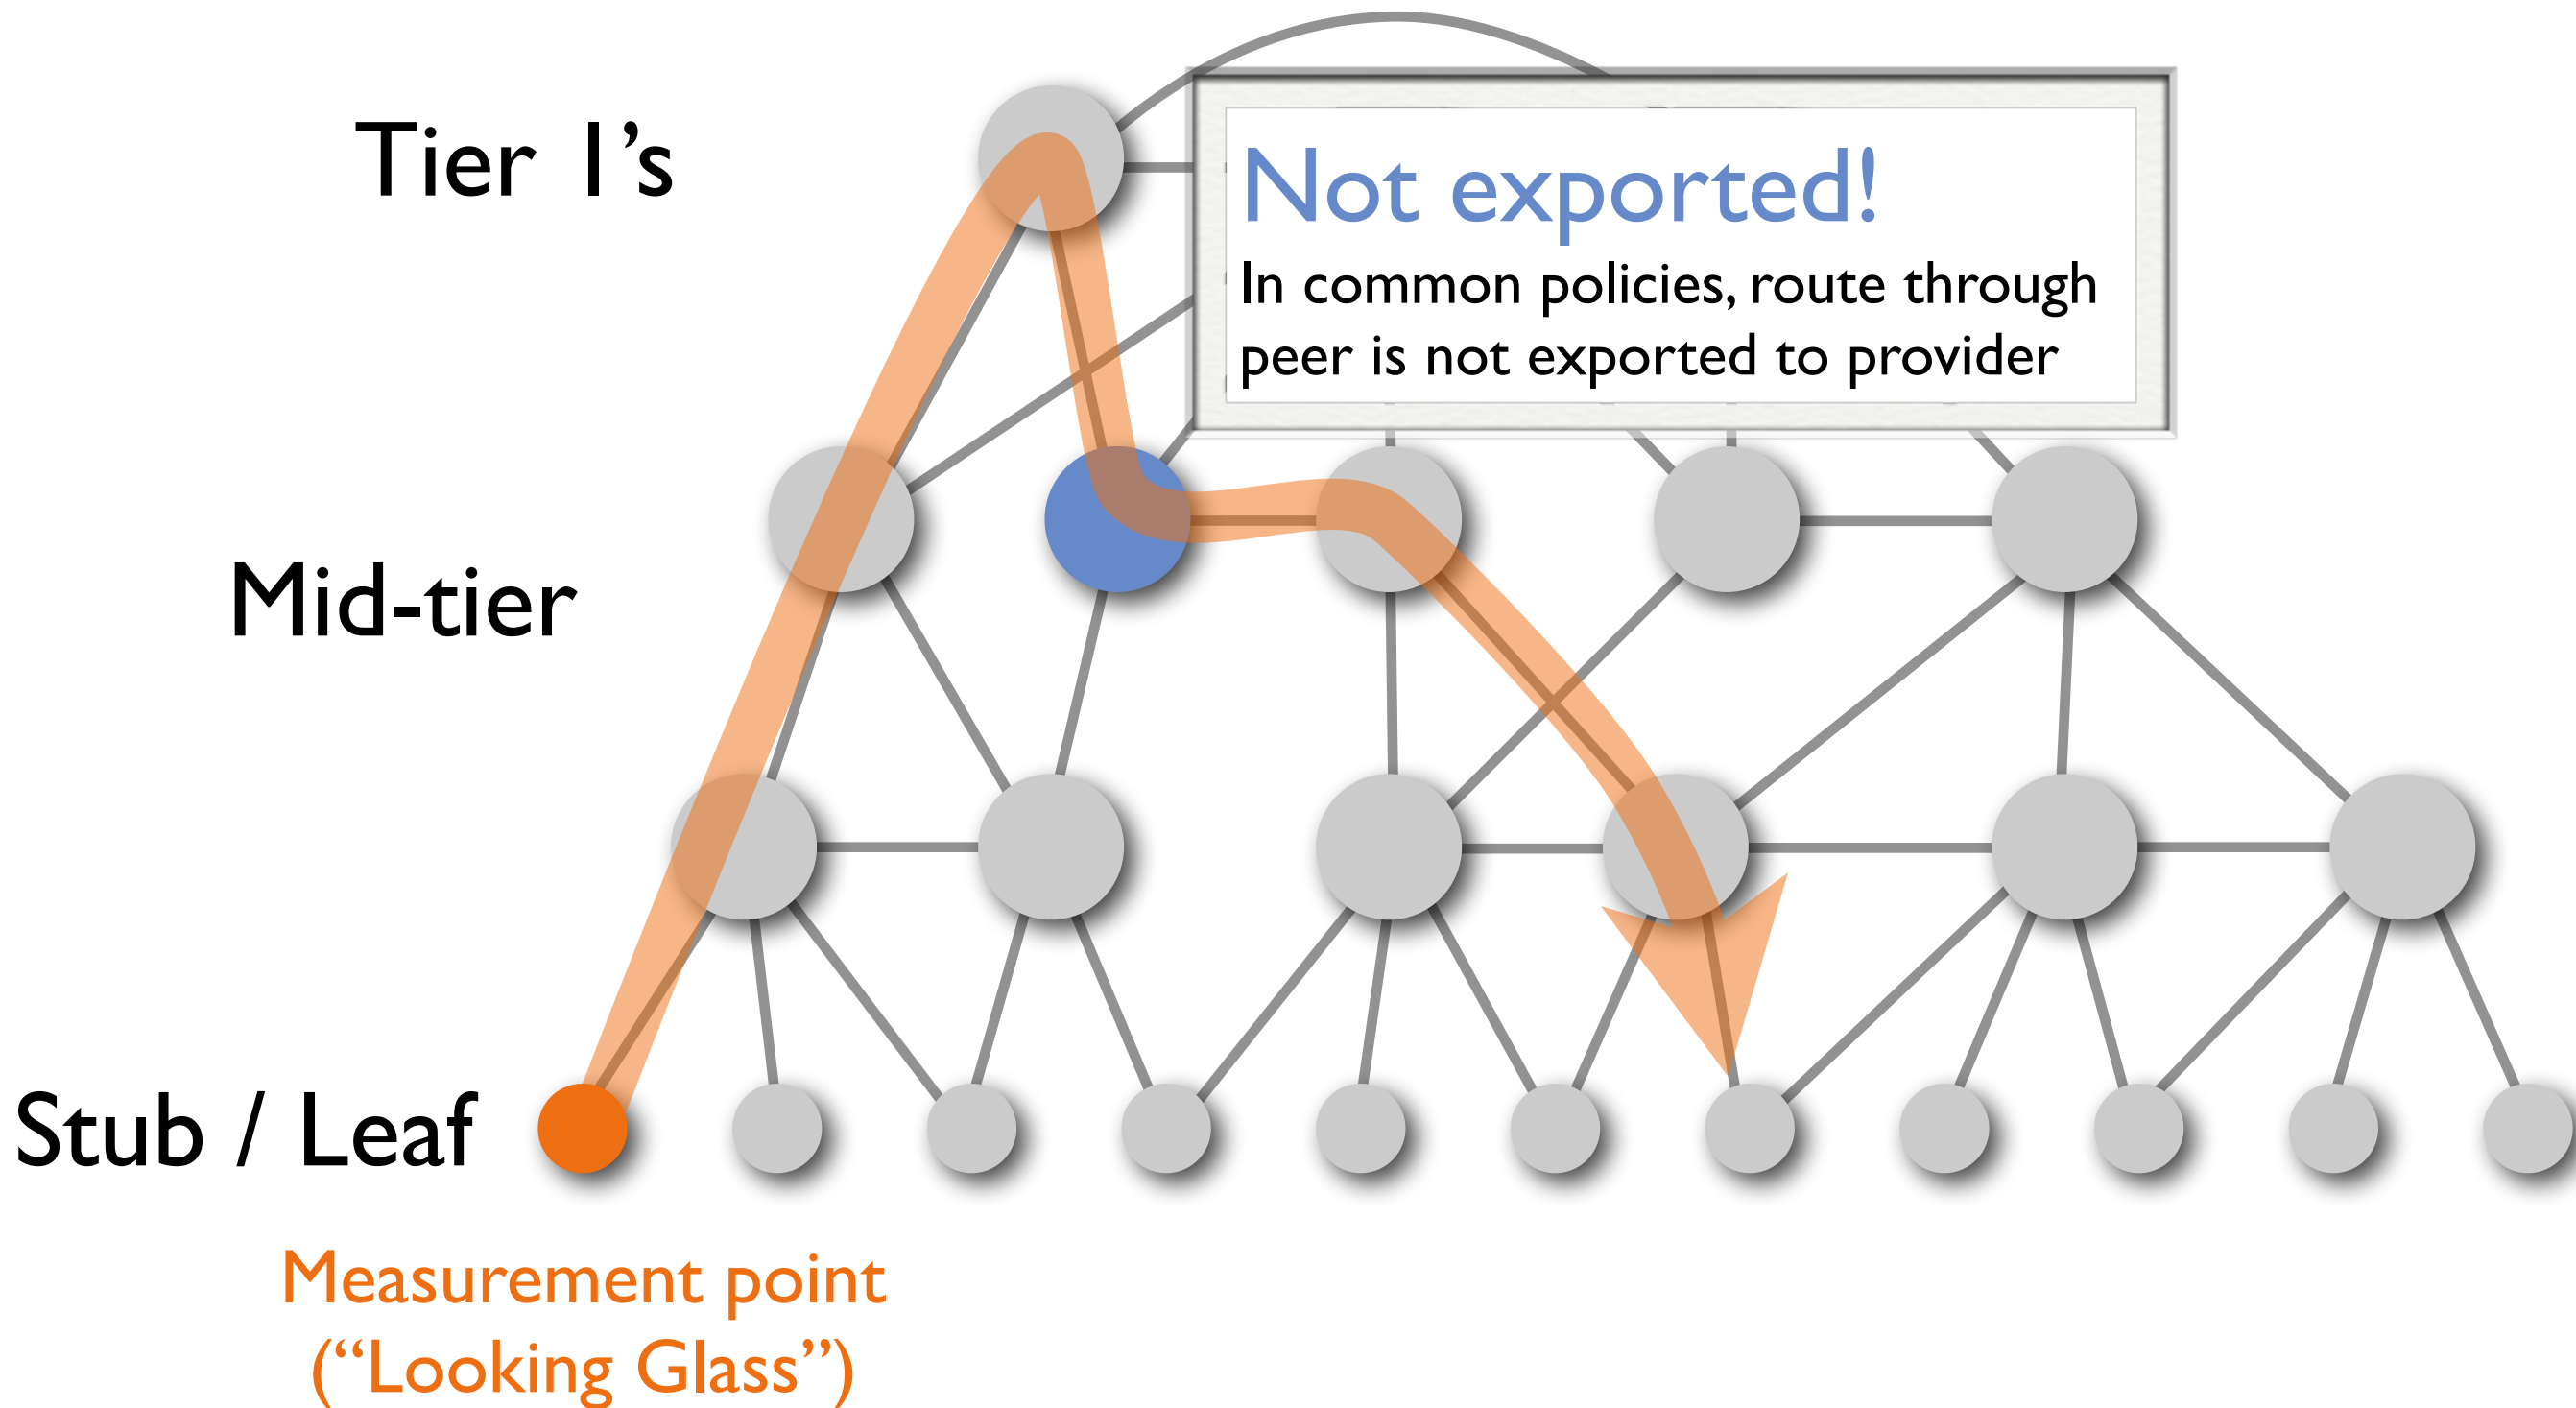 Tier 1’s
Not exported!
In common policies, route through
peer is not exported to provider
Mid-tier
Stub / Leaf
Measurement point
(“Looking Glass”)